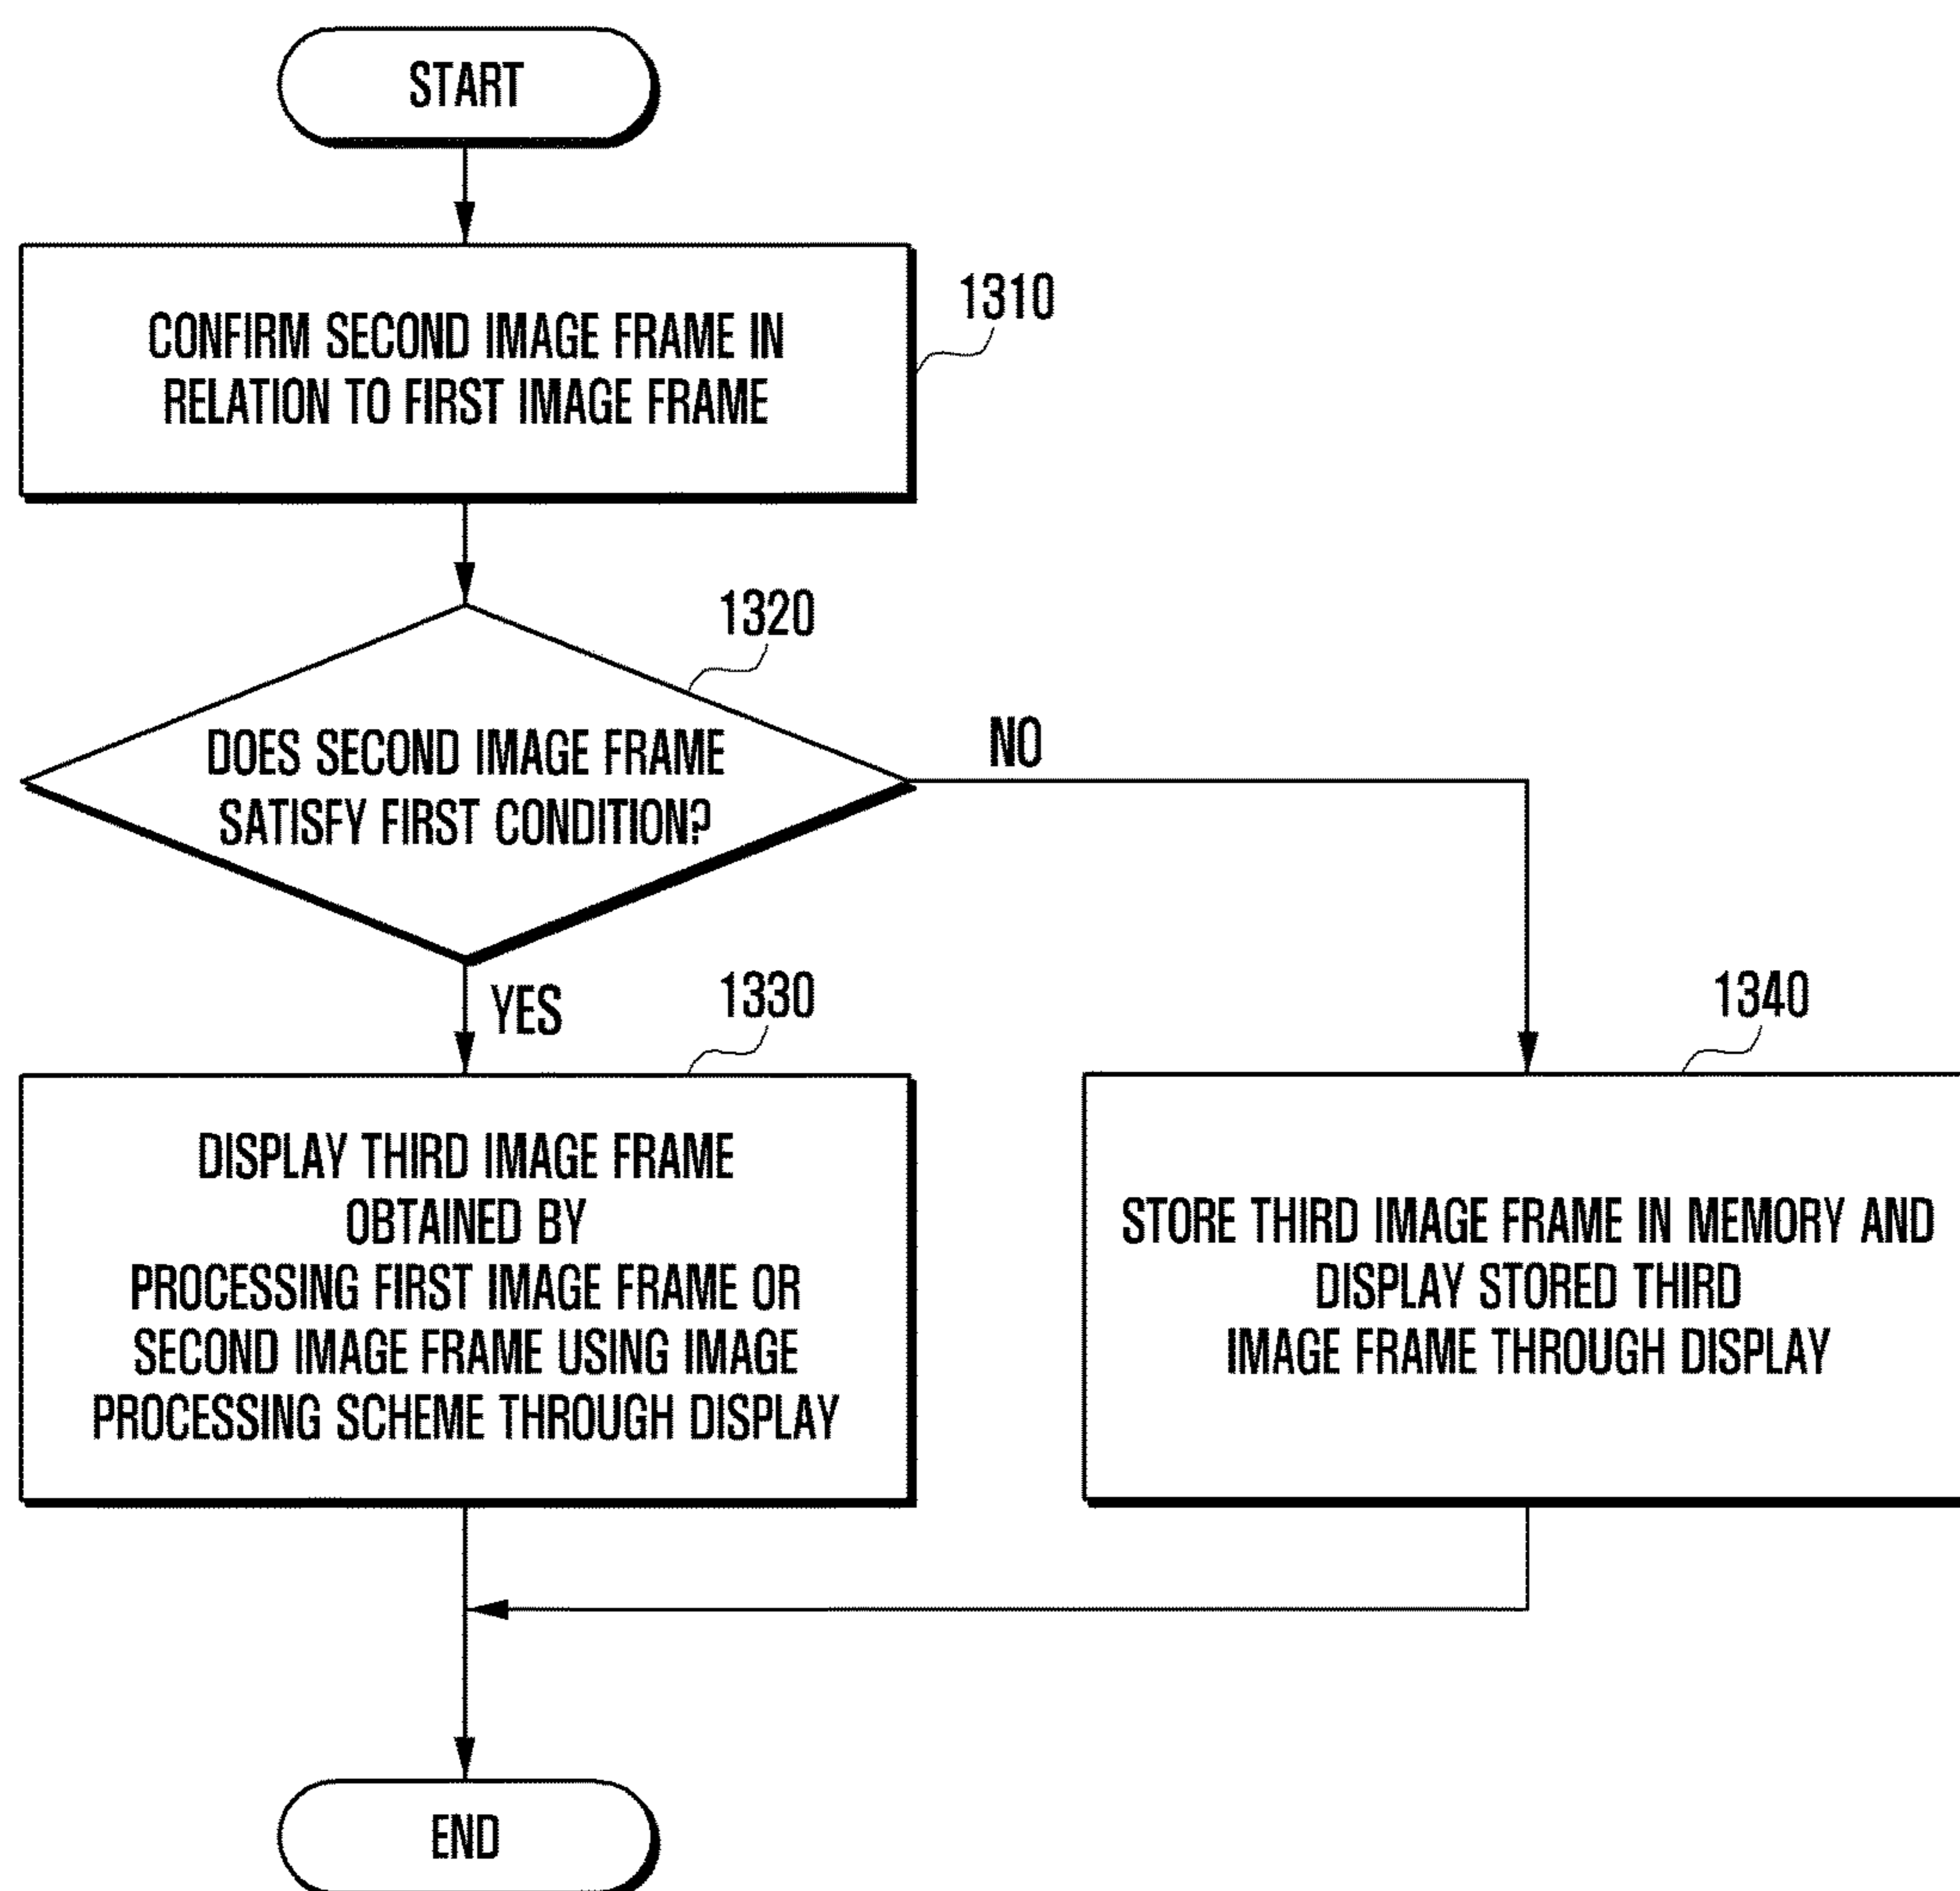 START
1310
CONFIRM SECOND IMAGE FRAME IN
RELATION TO FIRST IMAGE FRAME
1320
DOES SECOND IMAGE FRAME
SATISFY FIRST CONDITION?
NO
YES
1330
DISPLAY THIRD IMAGE FRAME
OBTAINED BY
PROCESSING FIRST IMAGE FRAME OR
SECOND IMAGE FRAME USING IMAGE
PROCESSING SCHEME THROUGH DISPLAY
1340
STORE THIRD IMAGE FRAME IN MEMORY AND
DISPLAY STORED THIRD
IMAGE FRAME THROUGH DISPLAY
END